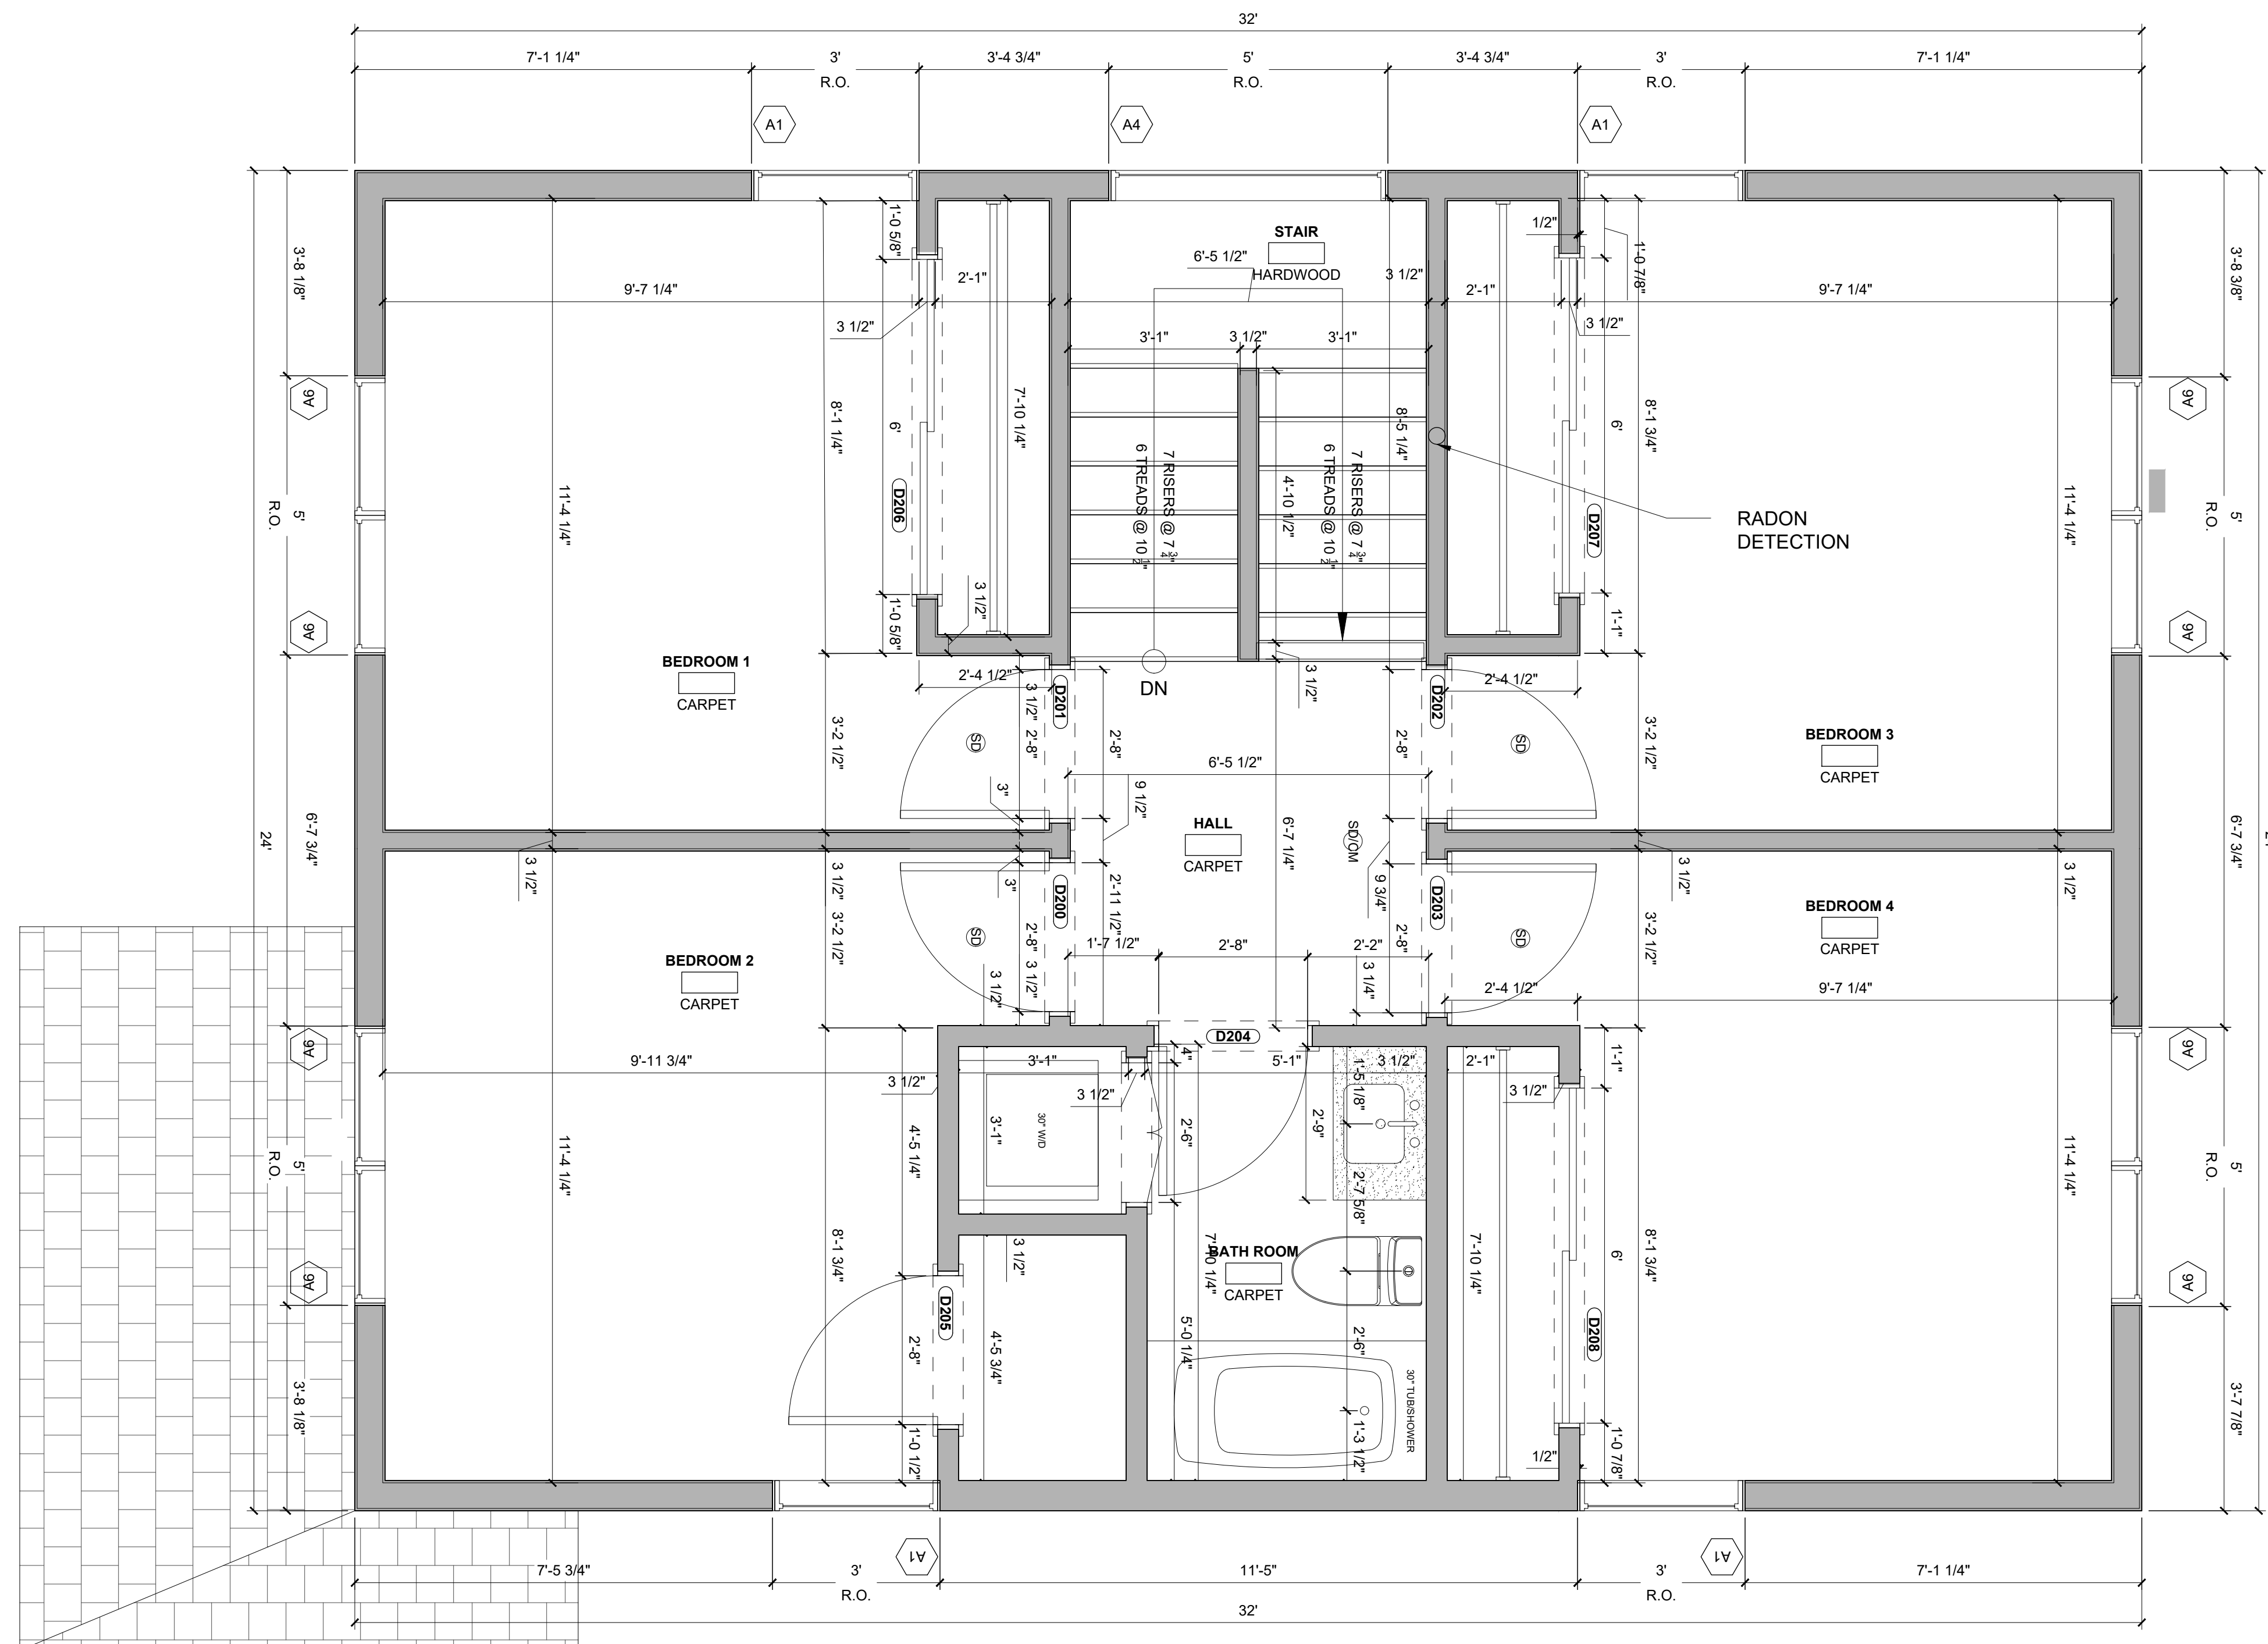 32'
7'-1 1/4"
3'
R.O.
3'-4 3/4"
5'
R.O.
3'-4 3/4"
3'
R.O.
7'-1 1/4"
A1
A4
A1
3'-8 1/8"
A6
5'
R.O.
A6
6'-7 3/4"
24'
A6
5'
R.O.
A6
3'-8 1/8"
9'-7 1/4"
1'-0 5/8"
2'-1"
3 1/2"
8'-1 1/4"
6'
7'-10 1/4"
11'-4 1/4"
D206
3 1/2"
1'-0 5/8"
BEDROOM 1
CARPET
2'-4 1/2"
3 1/2"
D201
2'-8"
2'-8"
SD
3'-2 1/2"
3"
9 1/2"
STAIR
HARDWOOD
6'-5 1/2"
3 1/2"
3'-1"
3 1/2"
3'-1"
8'-5 1/4"
7 RISERS @ 7 3/4"
6 TREADS @ 10 1/2"
4'-10 1/2"
7 RISERS @ 7 3/4"
6 TREADS @ 10 1/2"
3 1/2"
DN
1/2"
1'-0 7/8"
2'-1"
9'-7 1/4"
3 1/2"
6'
8'-1 3/4"
11'-4 1/4"
D207
RADON
DETECTION
1'-1"
2'-4 1/2"
D202
2'-8"
SD
3'-2 1/2"
BEDROOM 3
CARPET
6'-5 1/2"
HALL
CARPET
6'-7 1/4"
SD/CM
9 3/4"
3 1/2"
3 1/2"
3 1/2"
3 1/2"
3"
D200
2'-11 1/2"
2'-8"
3 1/2"
SD
3'-2 1/2"
BEDROOM 2
CARPET
3 1/2"
1'-7 1/2"
2'-8"
2'-2"
D203
2'-8"
SD
3'-2 1/2"
BEDROOM 4
CARPET
3 1/4"
2'-4 1/2"
9'-7 1/4"
D204
9'-11 3/4"
3 1/2"
3'-1"
3 1/2"
4"
5'-1"
1'-5 1/8"
3 1/2"
2'-1"
3 1/2"
1'-1"
3'-1"
30" W/D
2'-6"
2'-9"
4'-5 1/4"
2'-7 5/8"
11'-4 1/4"
8'-1 3/4"
3 1/2"
7'-10 1/4"
BATH ROOM
CARPET
7'-10 1/4"
6'
8'-1 3/4"
11'-4 1/4"
D205
2'-8"
4'-5 3/4"
5'-0 1/4"
2'-6"
30" TUB/SHOWER
D208
1'-0 1/2"
1'-3 1/2"
1/2"
1'-0 7/8"
3'-8 3/8"
A6
5'
R.O.
A6
6'-7 3/4"
A6
5'
R.O.
A6
3'-7 7/8"
A1
A1
7'-5 3/4"
3'
R.O.
11'-5"
3'
R.O.
7'-1 1/4"
32'